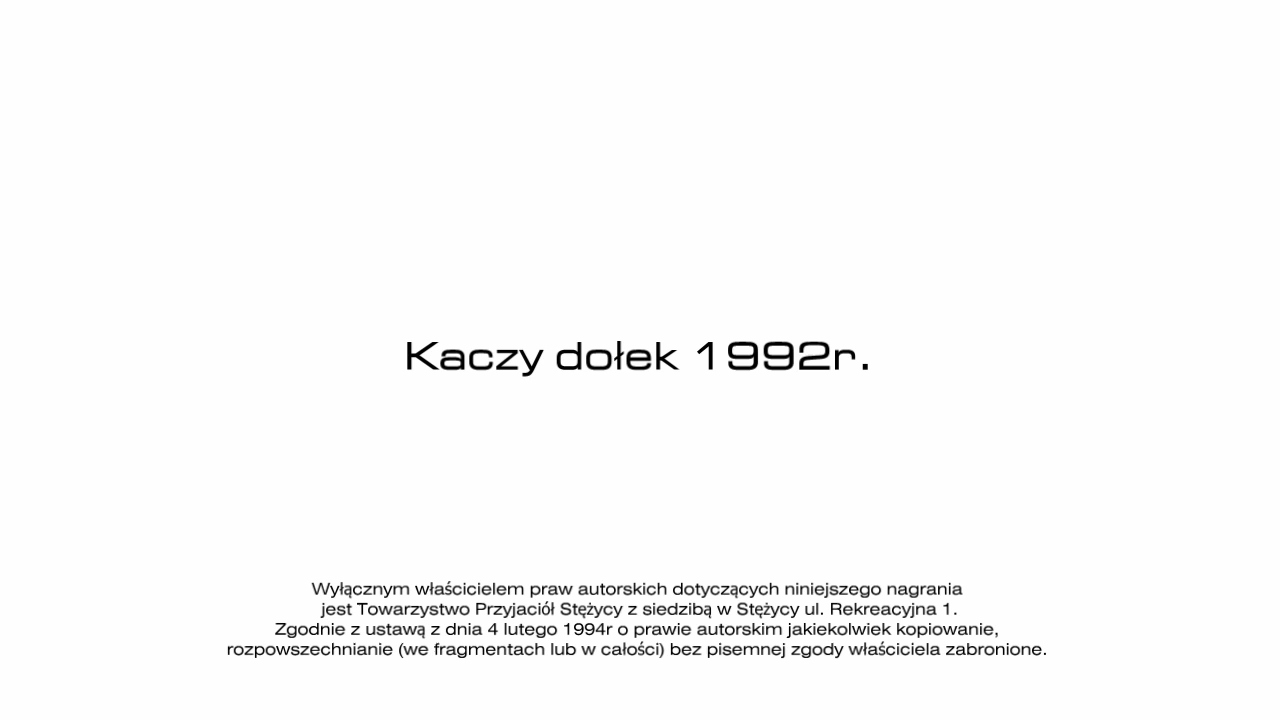 Kaczy dołek 1992r.
Wyłącznym właścicielem praw autorskich dotyczących niniejszego nagrania
jest Towarzystwo Przyjaciół Stężycy z siedzibą w Stężycy ul. Rekreacyjna 1.
Zgodnie z ustawą z dnia 4 lutego 1994r o prawie autorskim jakiekolwiek kopiowanie,
rozpowszechnianie (we fragmentach lub w całości) bez pisemnej zgody właściciela zabronione.